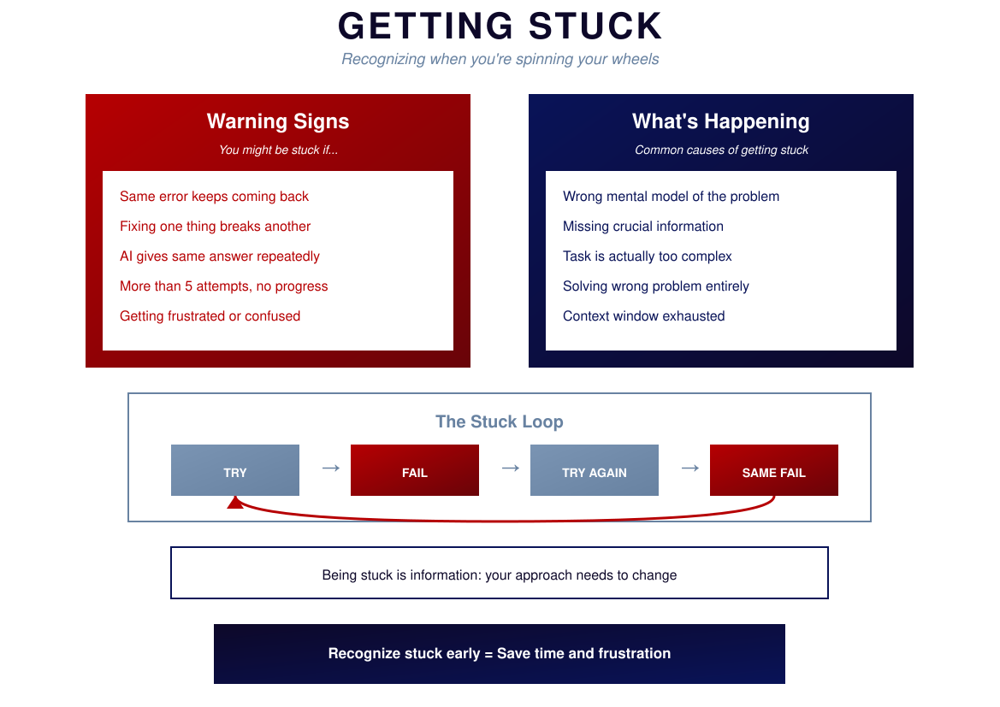 GETTING STUCK
Recognizing when you're spinning your wheels
Warning Signs
You might be stuck if...
Same error keeps coming back
Fixing one thing breaks another
AI gives same answer repeatedly
More than 5 attempts, no progress
Getting frustrated or confused
What's Happening
Common causes of getting stuck
Wrong mental model of the problem
Missing crucial information
Task is actually too complex
Solving wrong problem entirely
Context window exhausted
The Stuck Loop
TRY → FAIL → TRY AGAIN → SAME FAIL
Being stuck is information: your approach needs to change
Recognize stuck early = Save time and frustration